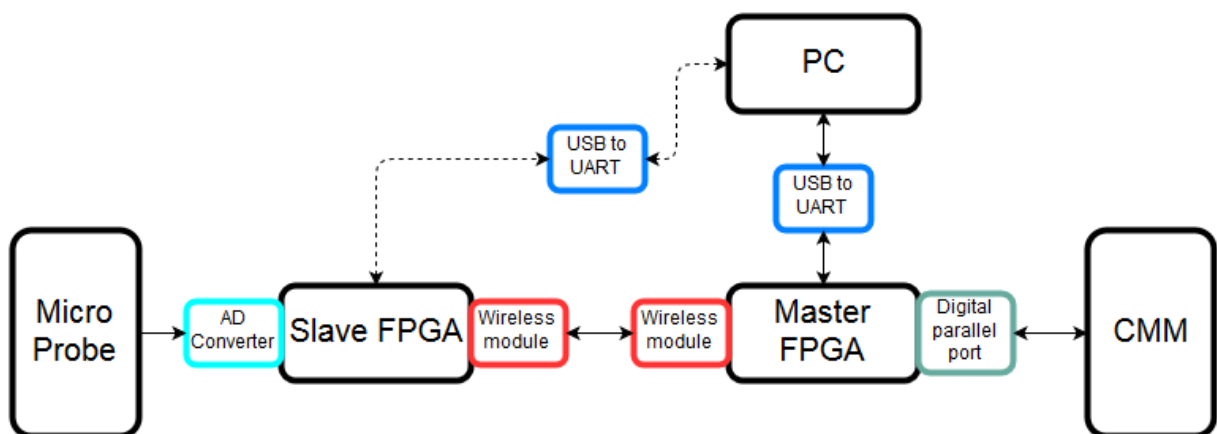 PC
USB to
UART
USB to
UART
Micro
Probe
AD
Converter
Slave FPGA
Wireless
module
Wireless
module
Master
FPGA
Digital
parallel
port
CMM